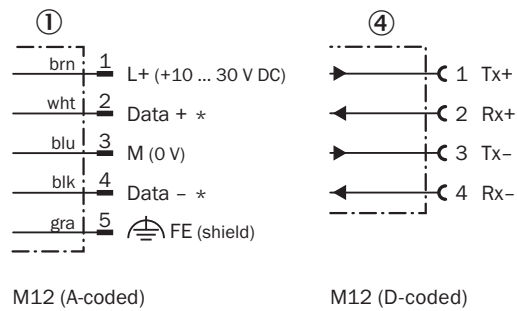 ① ④
brn 1 L+ (+10 ... 30 V DC) 1 Tx+
wht 2 Data + * 2 Rx+
blu 3 M (0 V) 3 Tx–
blk 4 Data – * 4 Rx–
gra 5 FE (shield)
M12 (A-coded) M12 (D-coded)